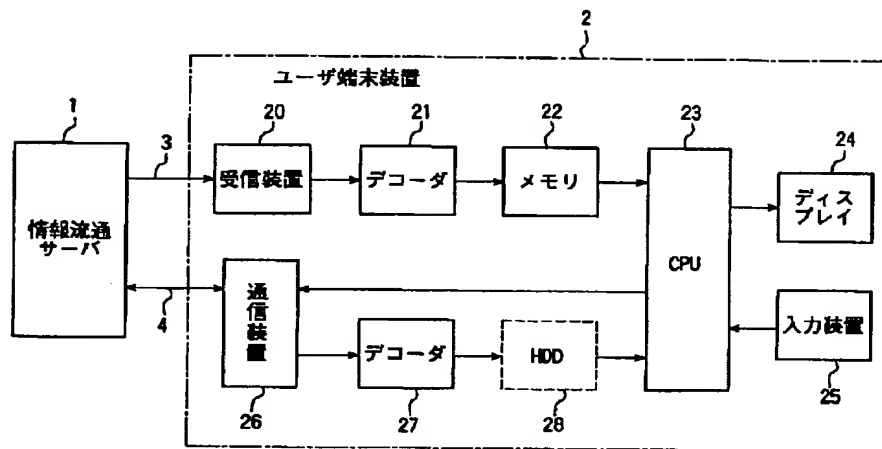 2
ユーザ端末装置
1
20
21
22
23
24
3
情報流通
サーバ
受信装置
デコーダ
メモリ
CPU
ディス
プレイ
4
通信装置
デコーダ
HDD
入力装置
26
27
28
25